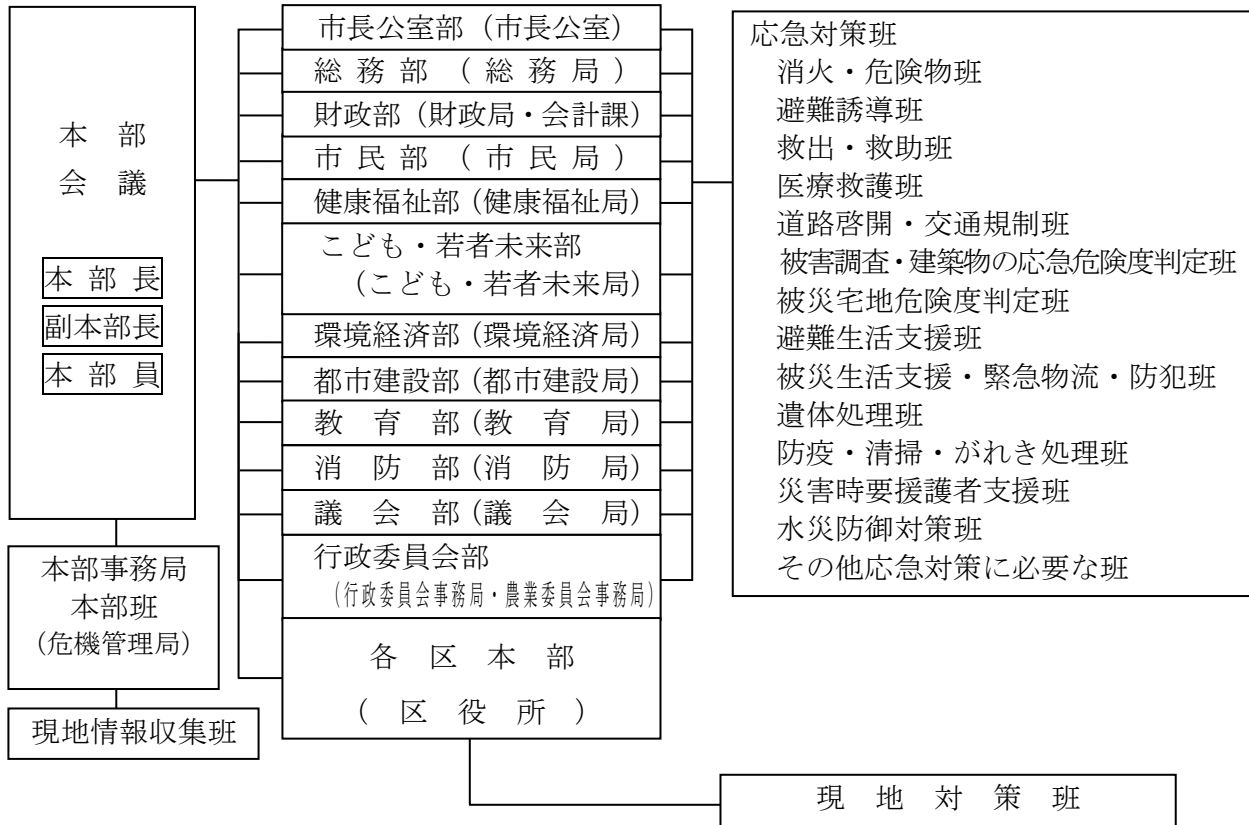 本部
会議
本部長
副本部長
本部員
本部事務局
本部班
(危機管理局)
現地情報収集班
市長公室部(市長公室)
総務部(総務局)
財政部(財政局・会計課)
市民部(市民局)
健康福祉部(健康福祉局)
こども・若者未来部
(こども・若者未来局)
環境経済部(環境経済局)
都市建設部(都市建設局)
教育部(教育局)
消防部(消防局)
議会部(議会局)
行政委員会部
(行政委員会事務局・農業委員会事務局)
各区本部
(区役所)
応急対策班
消火・危険物班
避難誘導班
救出・救助班
医療救護班
道路啓開・交通規制班
被害調査・建築物の応急危険度判定班
被災宅地危険度判定班
避難生活支援班
被災生活支援・緊急物流・防犯班
遺体処理班
防疫・清掃・がれき処理班
災害時要援護者支援班
水災防御対策班
その他応急対策に必要な班
現地対策班